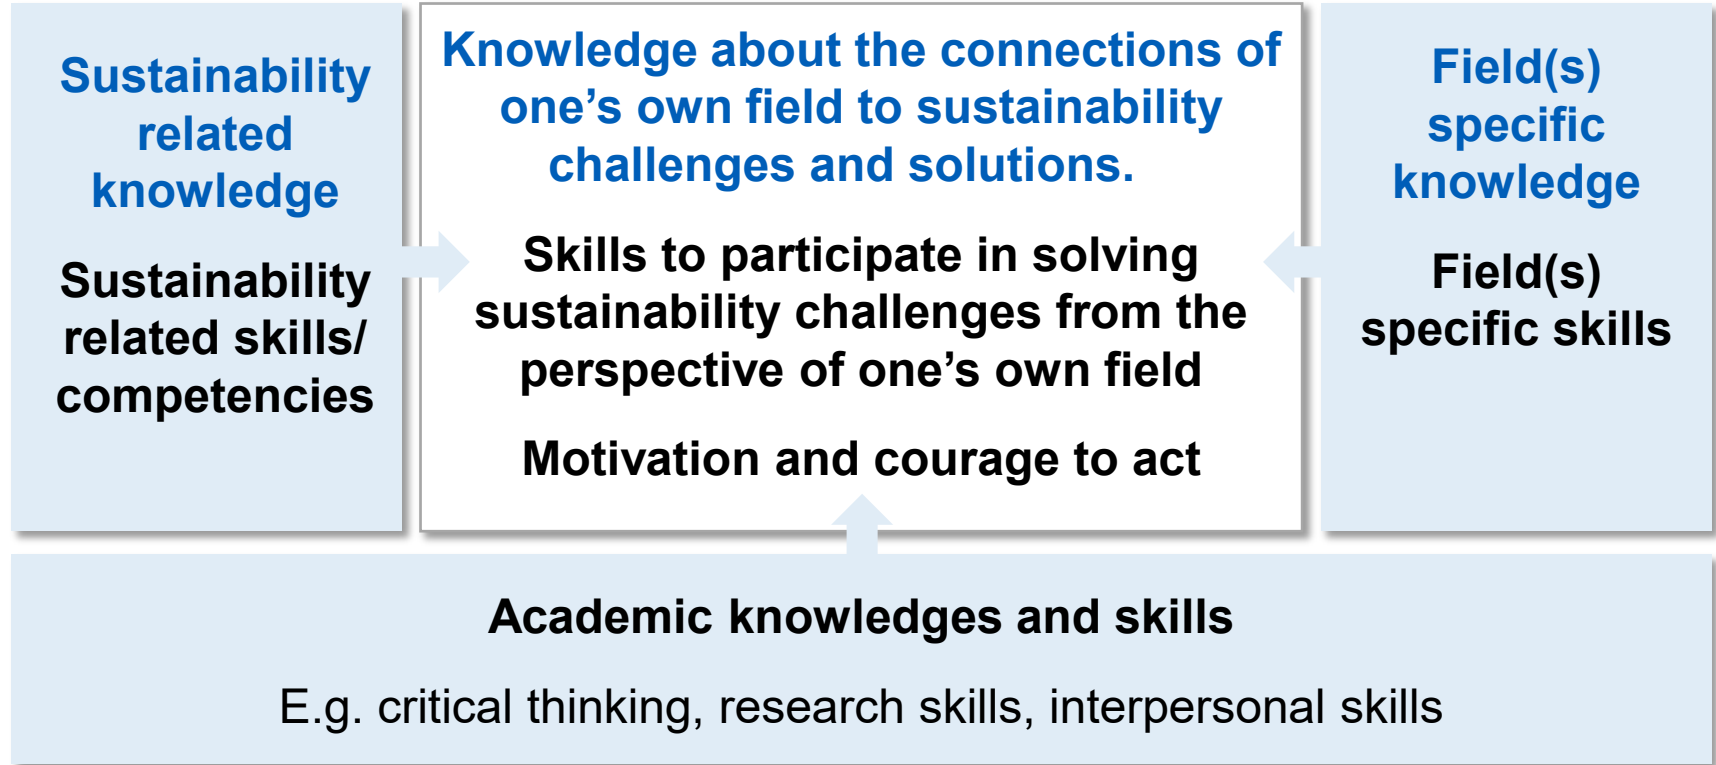 Sustainability
related
knowledge
Sustainability
related skills/
competencies
Knowledge about the connections of
one’s own field to sustainability
challenges and solutions.
Skills to participate in solving
sustainability challenges from the
perspective of one’s own field
Motivation and courage to act
Field(s)
specific
knowledge
Field(s)
specific skills
Academic knowledges and skills
E.g. critical thinking, research skills, interpersonal skills